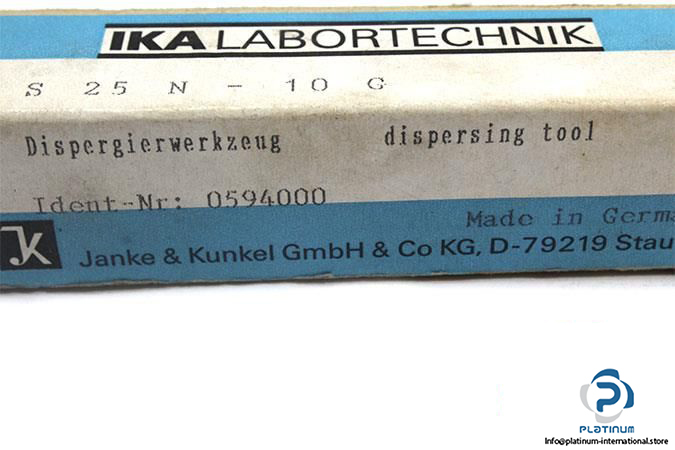 IKA LABORTECHNIK
S 25 N - 10 G
Dispergierwerkzeug dispersing tool
Ident-Nr: 0594000
Made in Germa
JK Janke & Kunkel GmbH & Co KG, D-79219 Stau
PLATINUM
Info@platinum-international.store